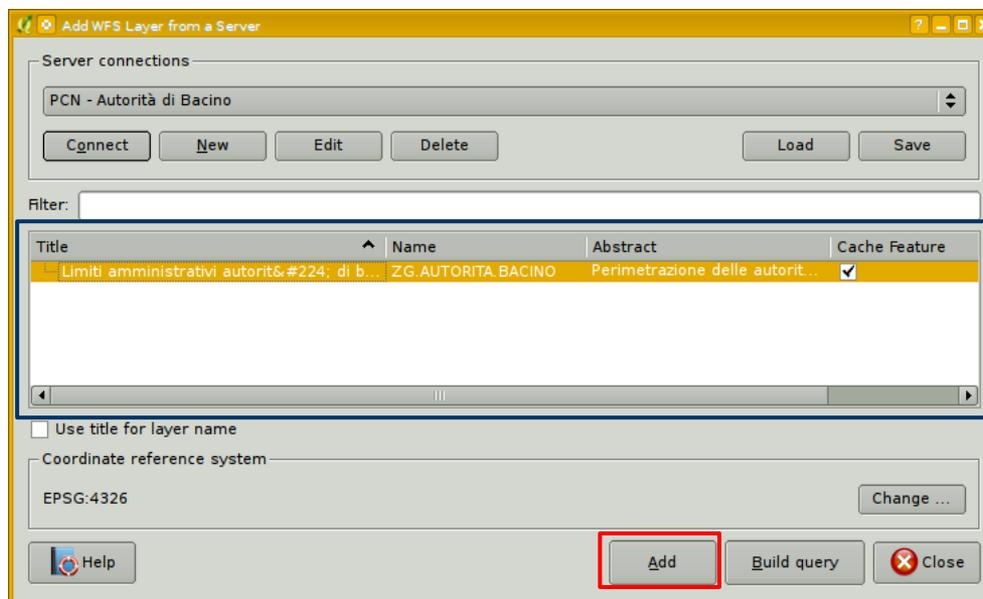 Add WFS Layer from a Server
Server connections
PCN - Autorità di Bacino
Connect New Edit Delete Load Save
Filter:
Title Name Abstract Cache Feature
Limiti amministrativi autorit&#224; di b... ZG.AUTORITA.BACINO Perimetrazione delle autorit...
Use title for layer name
Coordinate reference system
EPSG:4326 Change ...
Help Add Build query Close